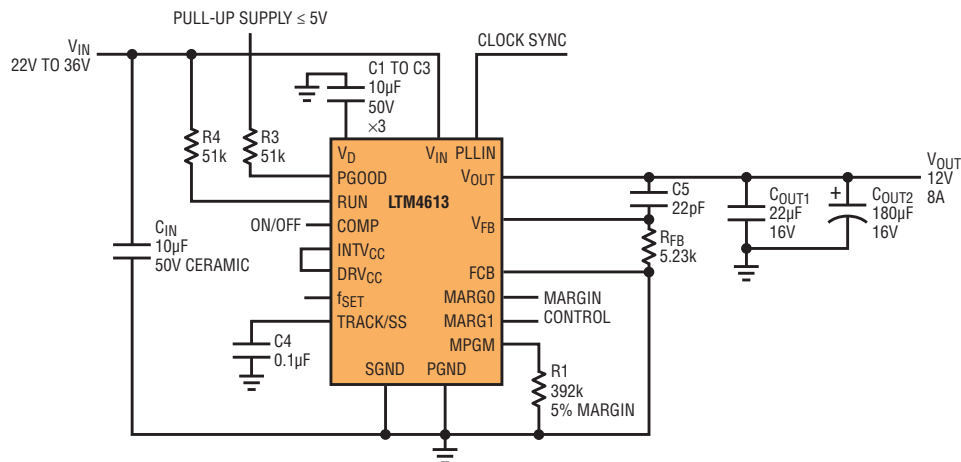 PULL-UP SUPPLY ≤ 5V
VIN
22V TO 36V
CLOCK SYNC
C1 TO C3
10µF
50V
×3
R4
51k
R3
51k
VD
VIN
PLLIN
PGOOD
VOUT
RUN
LTM4613
ON/OFF
COMP
VFB
INTVCC
DRVCC
FCB
fSET
MARG0
TRACK/SS
MARG1
MPGM
SGND
PGND
CIN
10µF
50V CERAMIC
C4
0.1µF
C5
22pF
RFB
5.23k
MARGIN
CONTROL
R1
392k
5% MARGIN
COUT1
22µF
16V
+
COUT2
180µF
16V
VOUT
12V
8A